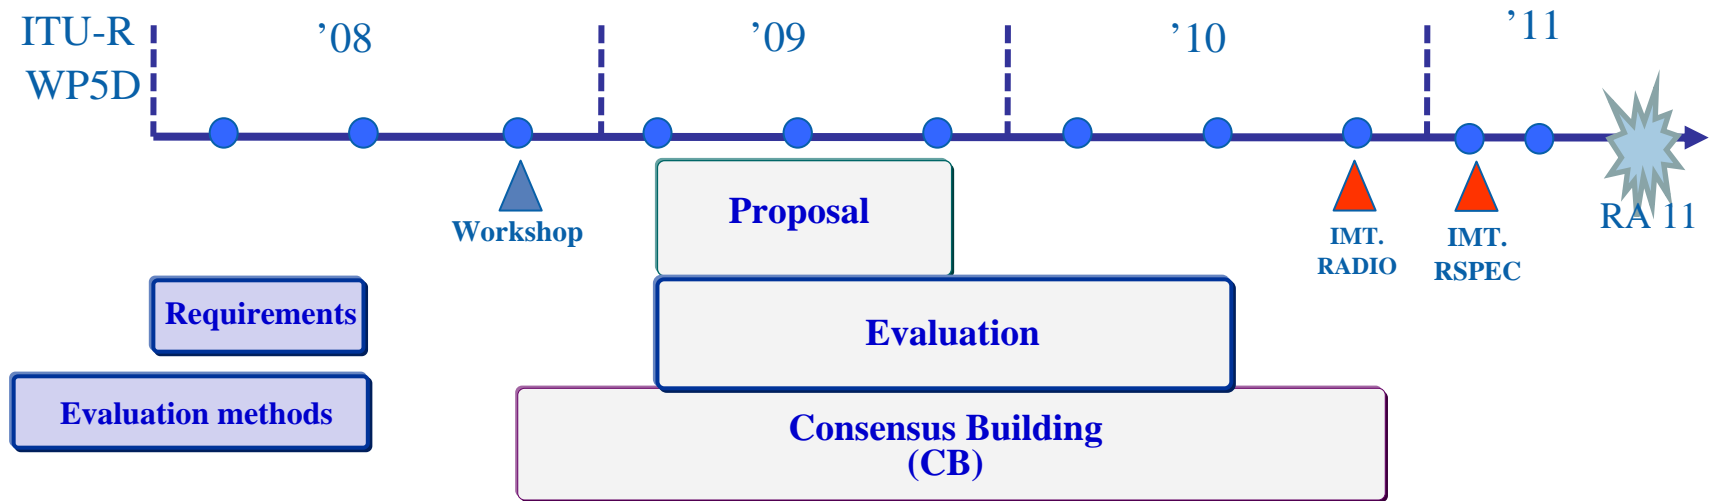 ITU-R
WP5D
’08
’09
’10
’11
Workshop
Proposal
IMT.
RADIO
IMT.
RSPEC
RA 11
Requirements
Evaluation
Evaluation methods
Consensus Building
(CB)